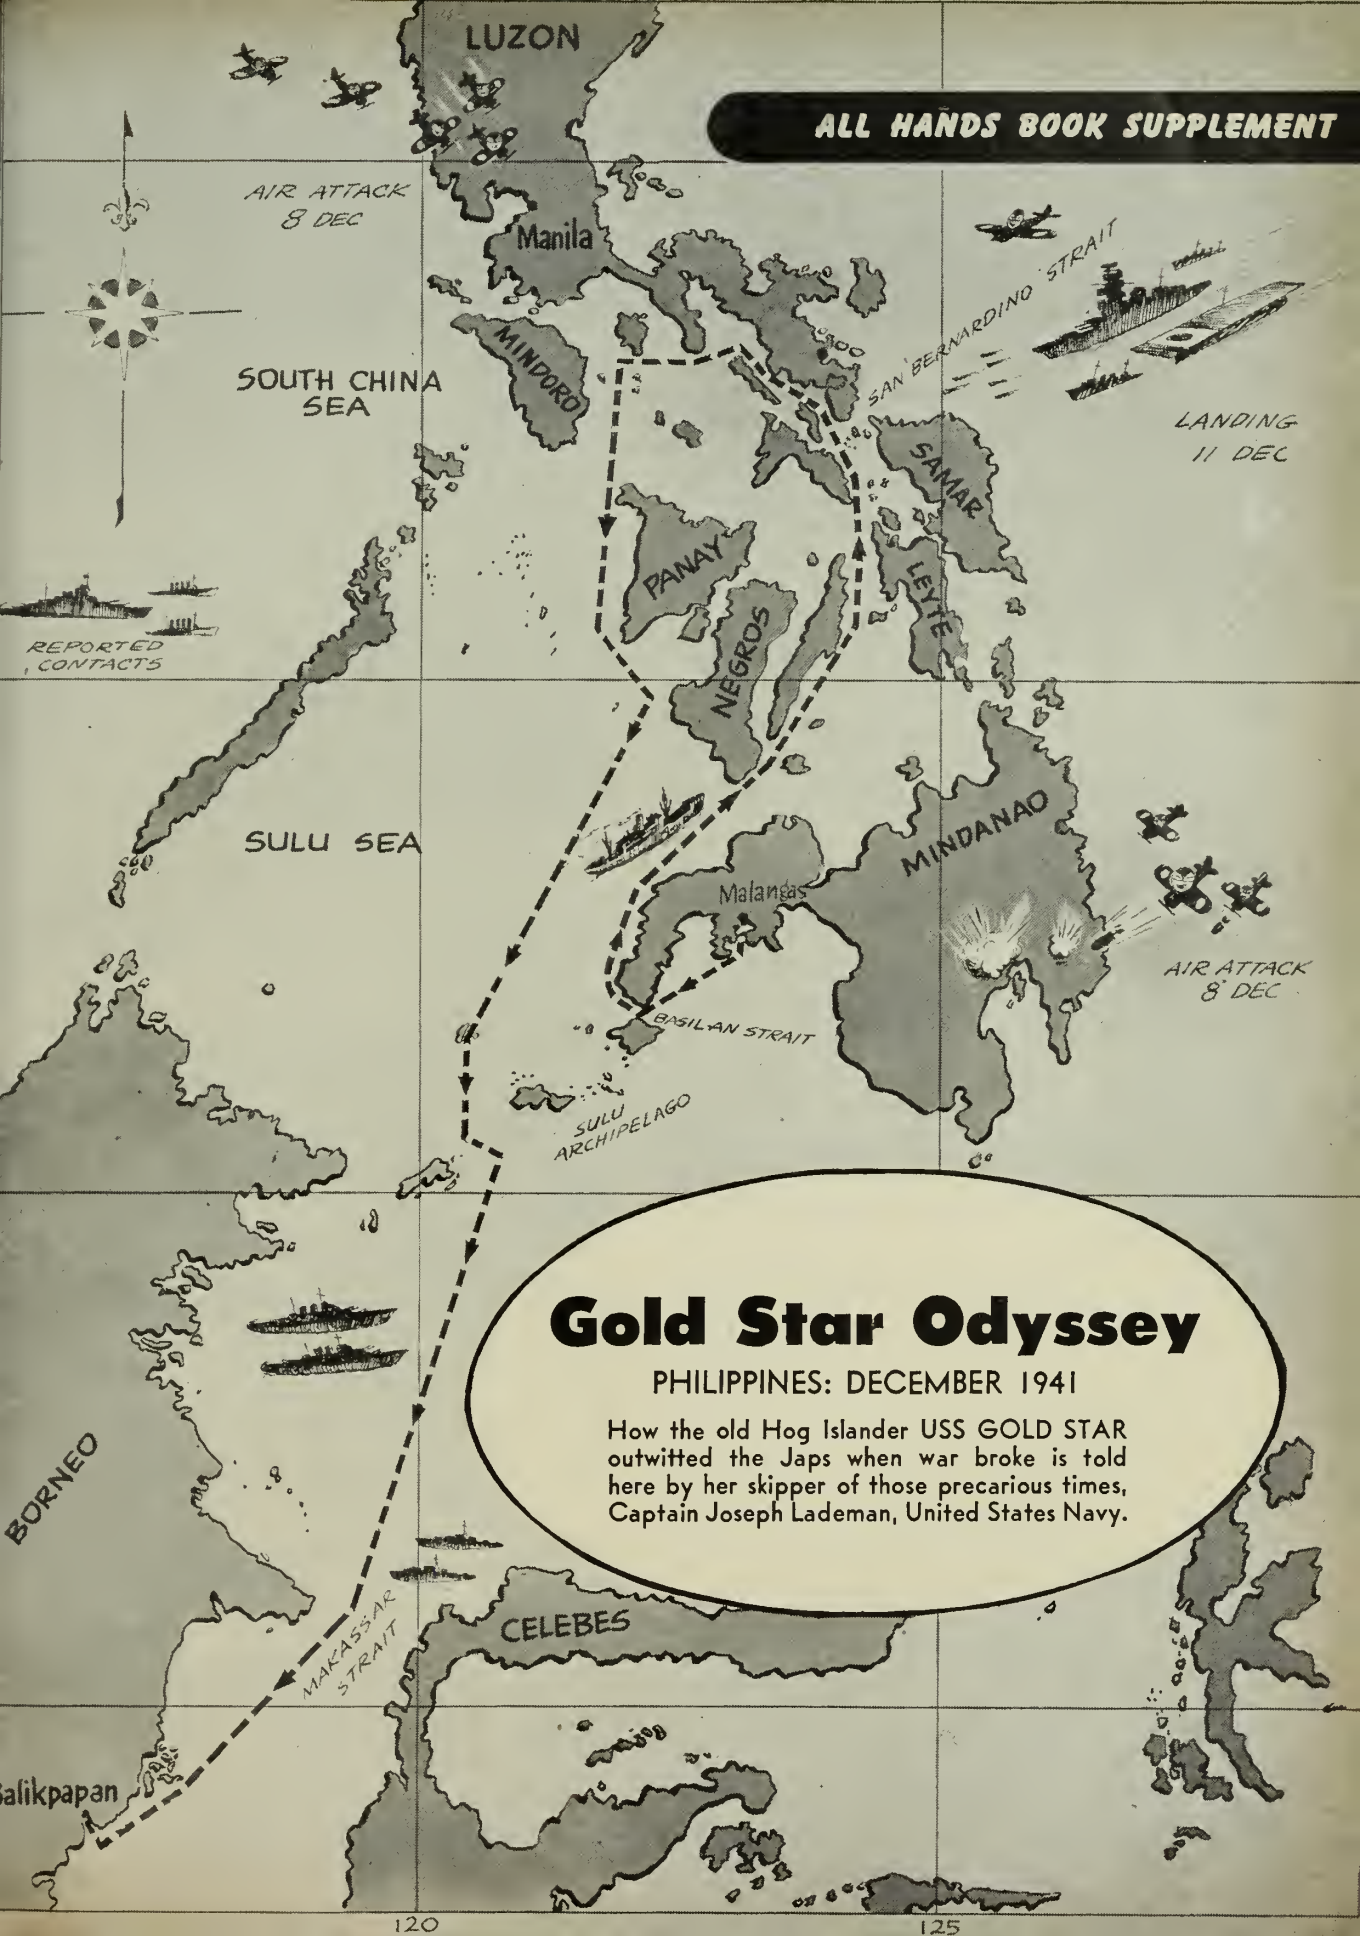 LUZON
ALL HANDS BOOK SUPPLEMENT
AIR ATTACK
8 DEC
Manila
SAN BERNARDINO STRAIT
MINDORO
SOUTH CHINA
SEA
LANDING
11 DEC
SAMAR
PANAY
LEYTE
REPORTED
CONTACTS
NEGROS
SULU SEA
MINDANAO
Malangas
AIR ATTACK
8 DEC
BASILAN STRAIT
SULU
ARCHIPELAGO
Gold Star Odyssey
PHILIPPINES: DECEMBER 1941
How the old Hog Islander USS GOLD STAR
outwitted the Japs when war broke is told
here by her skipper of those precarious times,
Captain Joseph Lademan, United States Navy.
BORNEO
CELEBES
MAKASSAR
STRAIT
alikpapan
120
125